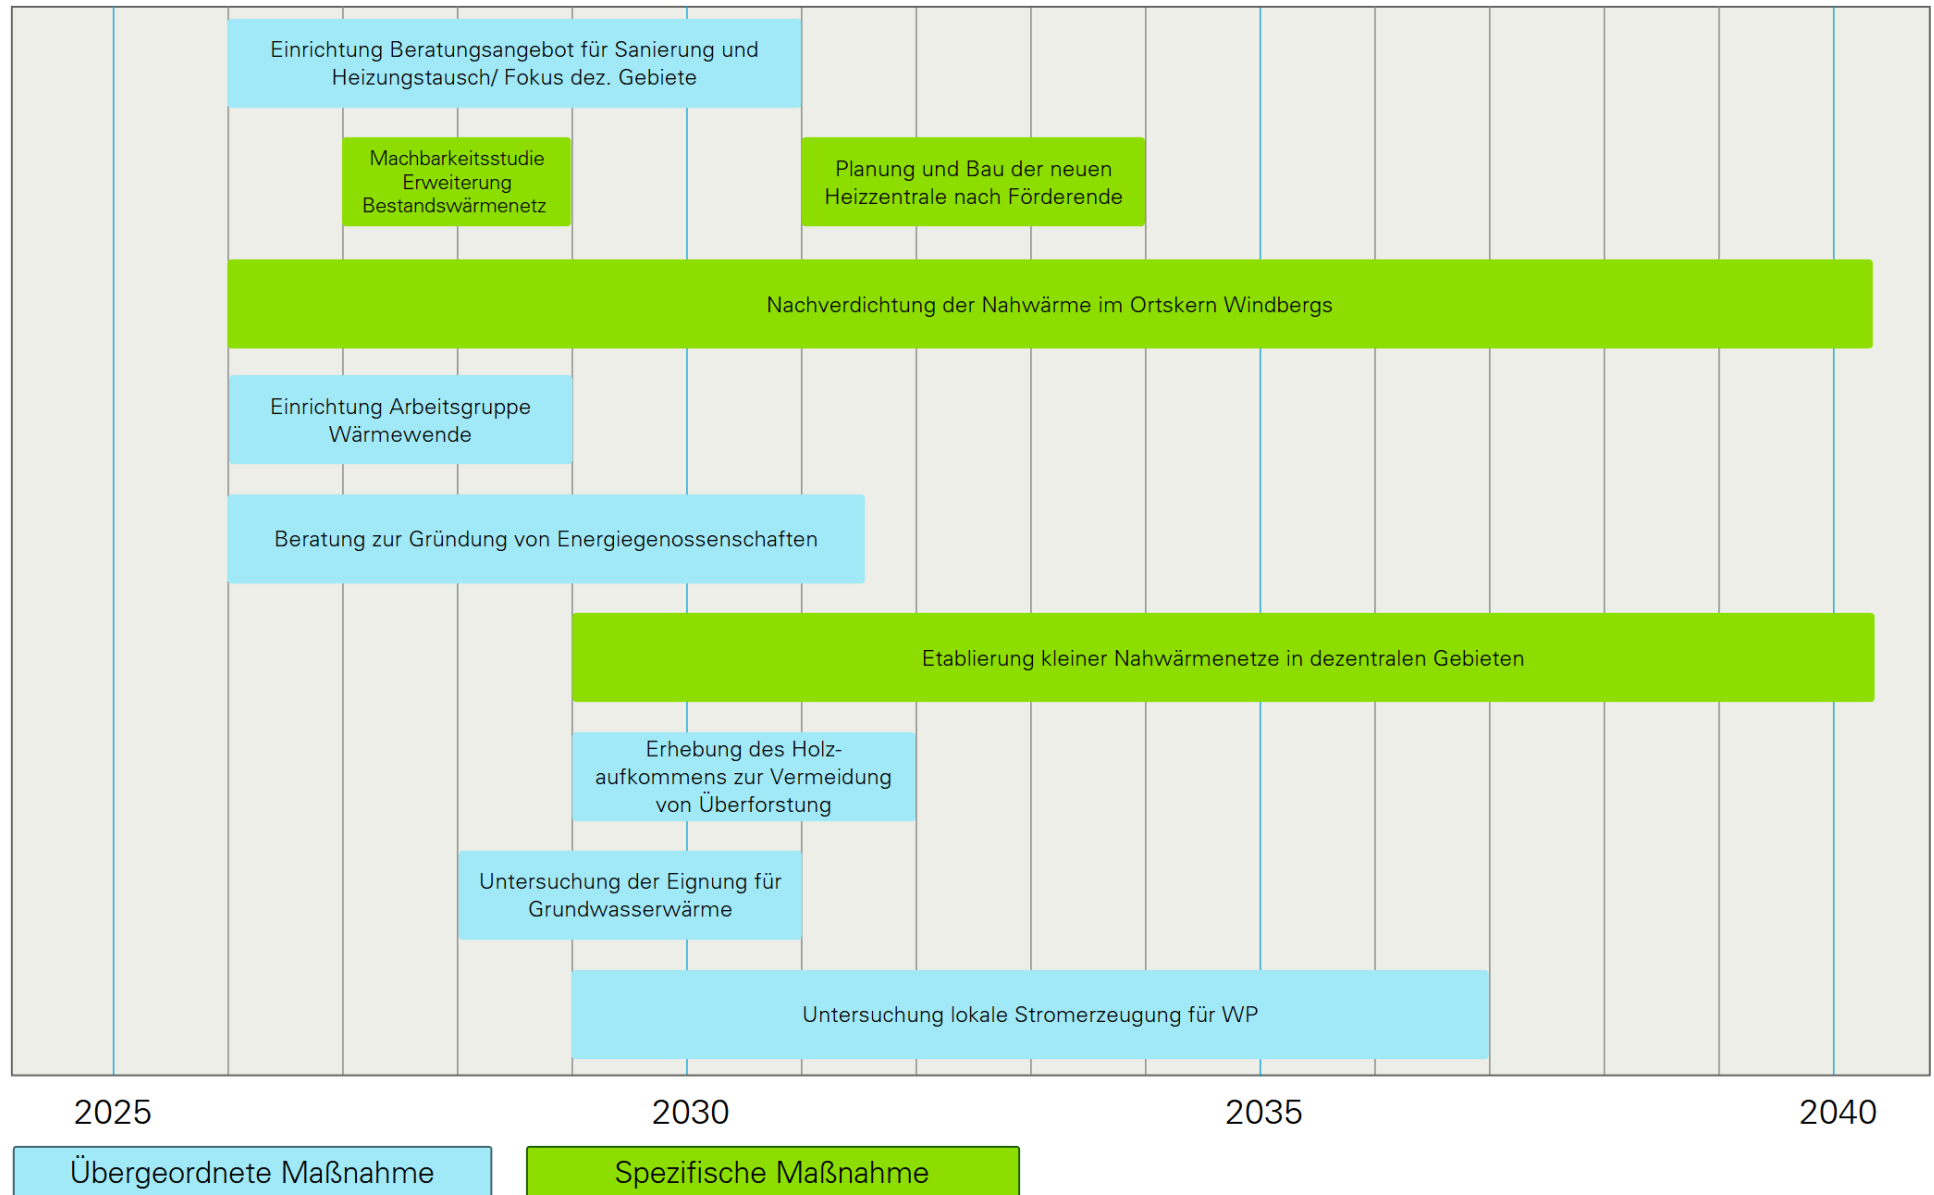 Einrichtung Beratungsangebot für Sanierung und
Heizungstausch/ Fokus dez. Gebiete
Machbarkeitsstudie
Erweiterung
Bestandswärmenetz
Planung und Bau der neuen
Heizzentrale nach Förderende
Nachverdichtung der Nahwärme im Ortskern Windbergs
Einrichtung Arbeitsgruppe
Wärmewende
Beratung zur Gründung von Energiegenossenschaften
Etablierung kleiner Nahwärmenetze in dezentralen Gebieten
Erhebung des Holz-
aufkommens zur Vermeidung
von Überforstung
Untersuchung der Eignung für
Grundwasserwärme
Untersuchung lokale Stromerzeugung für WP
2025 2030 2035 2040
Übergeordnete Maßnahme
Spezifische Maßnahme